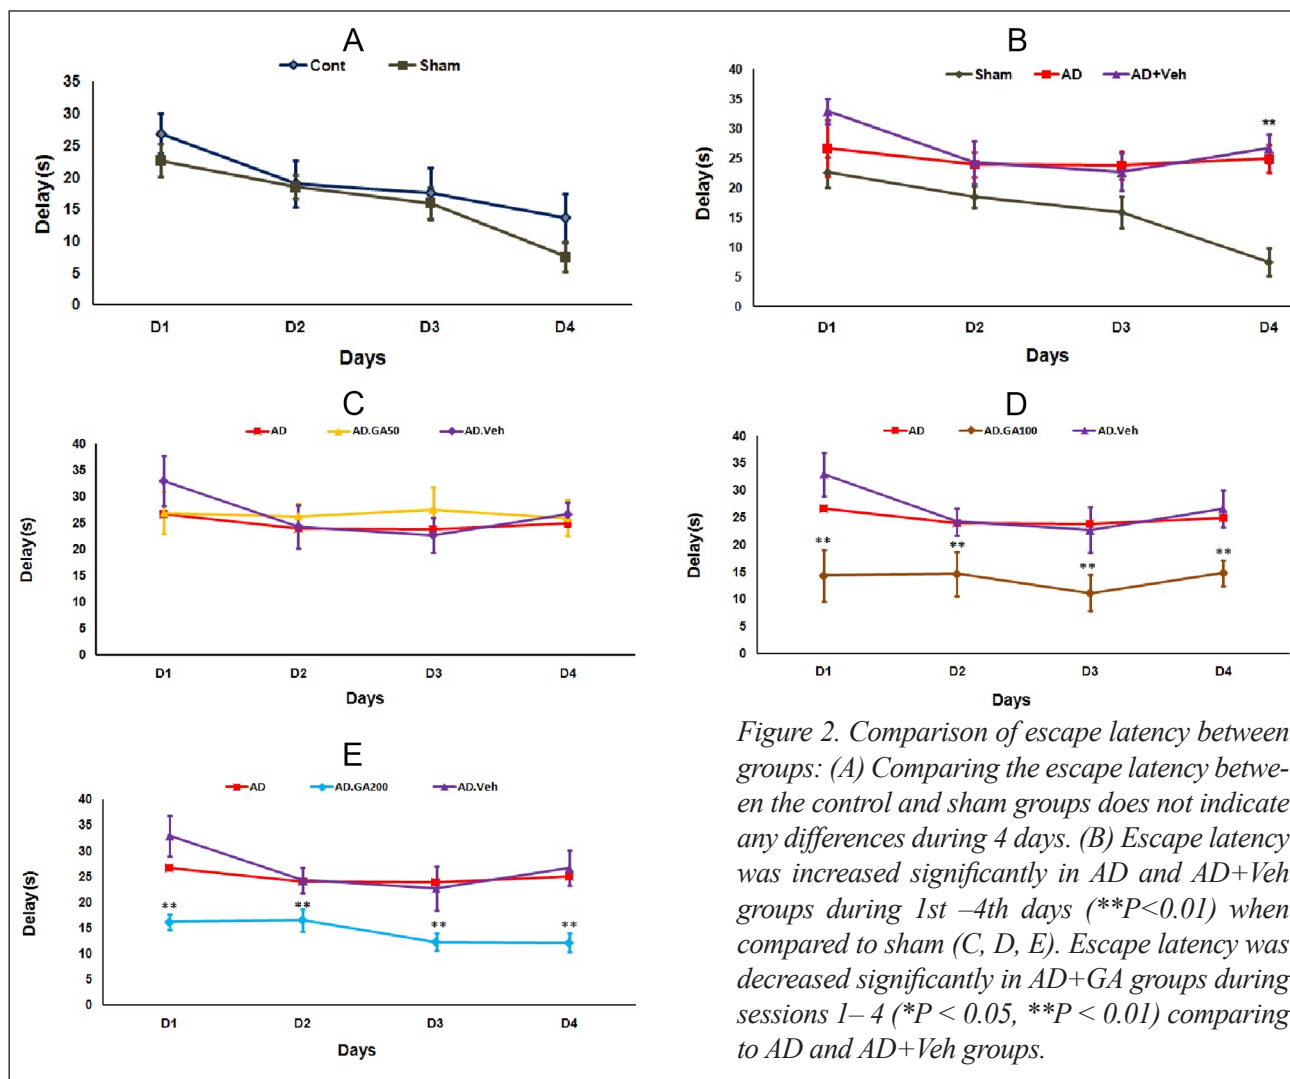 A
Cont Sham
35
30
25
20
15
10
5
0
Delay(s)
D1 D2 D3 D4
Days
B
Sham AD AD+Veh
40
35
30
25
20
15
10
5
0
Delay(s)
**
D1 D2 D3 D4
Days
C
AD AD.GA50 AD.Veh
40
35
30
25
20
15
10
5
0
Delay(s)
D1 D2 D3 D4
Days
D
AD AD.GA100 AD.Veh
40
35
30
25
20
15
10
5
0
Delay(s)
** ** ** **
D1 D2 D3 D4
Days
E
AD AD.GA200 AD.Veh
40
35
30
25
20
15
10
5
0
Delay(s)
** ** ** **
D1 D2 D3 D4
Days
Figure 2. Comparison of escape latency between
groups: (A) Comparing the escape latency betwe-
en the control and sham groups does not indicate
any differences during 4 days. (B) Escape latency
was increased significantly in AD and AD+Veh
groups during 1st –4th days (**P<0.01) when
compared to sham (C, D, E). Escape latency was
decreased significantly in AD+GA groups during
sessions 1– 4 (*P < 0.05, **P < 0.01) comparing
to AD and AD+Veh groups.